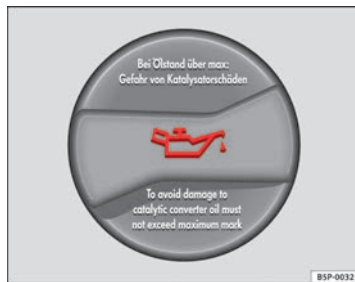 Bei Ölstand über max:
Gefahr von Katalysatorschäden
To avoid damage to
catalytic converter oil must
not exceed maximum mark
BSP-0032